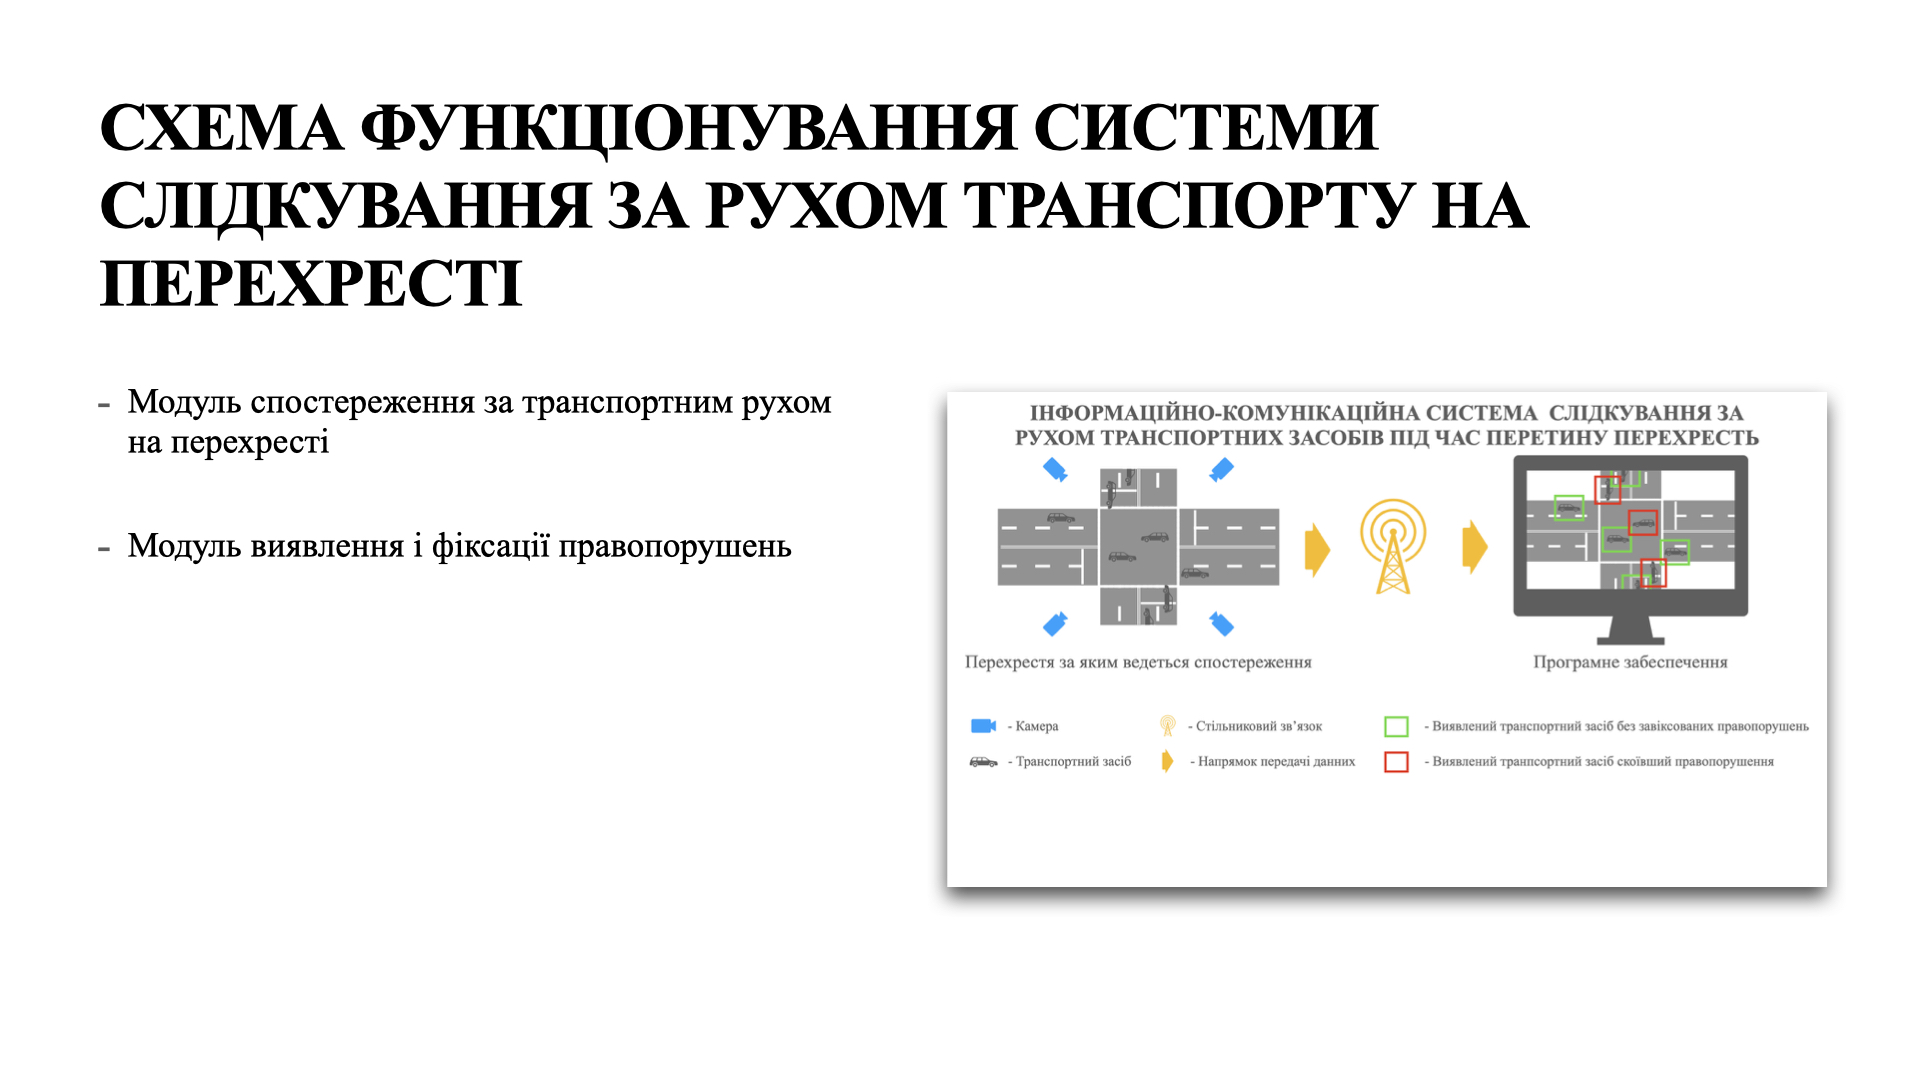 СХЕМА ФУНКЦІОНУВАННЯ СИСТЕМИ
СЛІДКУВАННЯ ЗА РУХОМ ТРАНСПОРТУ НА
ПЕРЕХРЕСТІ
- Модуль спостереження за транспортним рухом
на перехресті
- Модуль виявлення і фіксації правопорушень
ІНФОРМАЦІЙНО-КОМУНІКАЦІЙНА СИСТЕМА СЛІДКУВАННЯ ЗА
РУХОМ ТРАНСПОРТНИХ ЗАСОБІВ ПІД ЧАС ПЕРЕТИНУ ПЕРЕХРЕСТЬ
Перехрестя за яким ведеться спостереження
Програмне забеспечення
- Камера
- Стільниковий зв’язок
- Виявлений транспортний засіб без завіксованих правопорушень
- Транспортний засіб
- Напрямок передачі данних
- Виявлений транпсортний засіб скоївший правопорушення